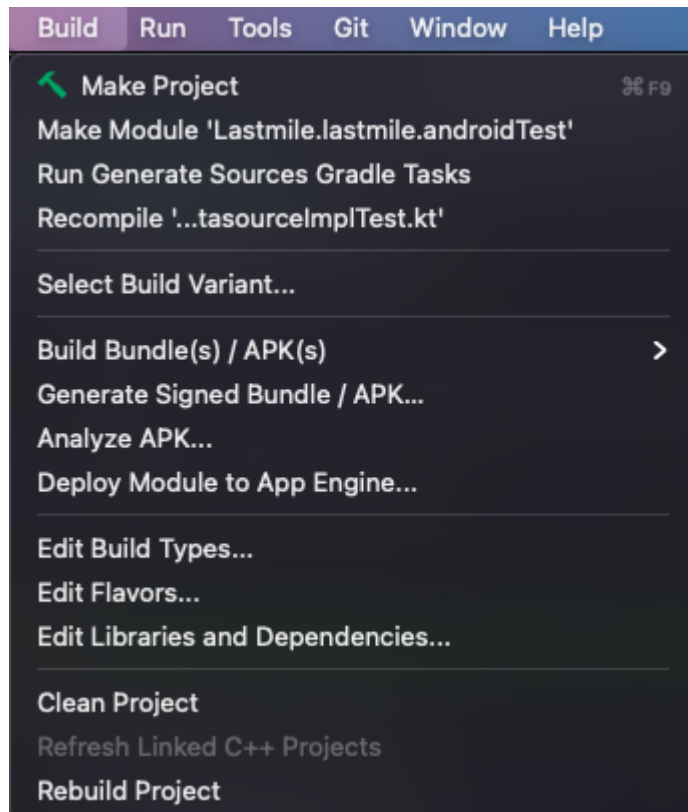 Build Run Tools Git Window Help
Make Project ⌘F9
Make Module 'Lastmile.lastmile.androidTest'
Run Generate Sources Gradle Tasks
Recompile '...tasourceImplTest.kt'
Select Build Variant...
Build Bundle(s) / APK(s)
Generate Signed Bundle / APK...
Analyze APK...
Deploy Module to App Engine...
Edit Build Types...
Edit Flavors...
Edit Libraries and Dependencies...
Clean Project
Refresh Linked C++ Projects
Rebuild Project